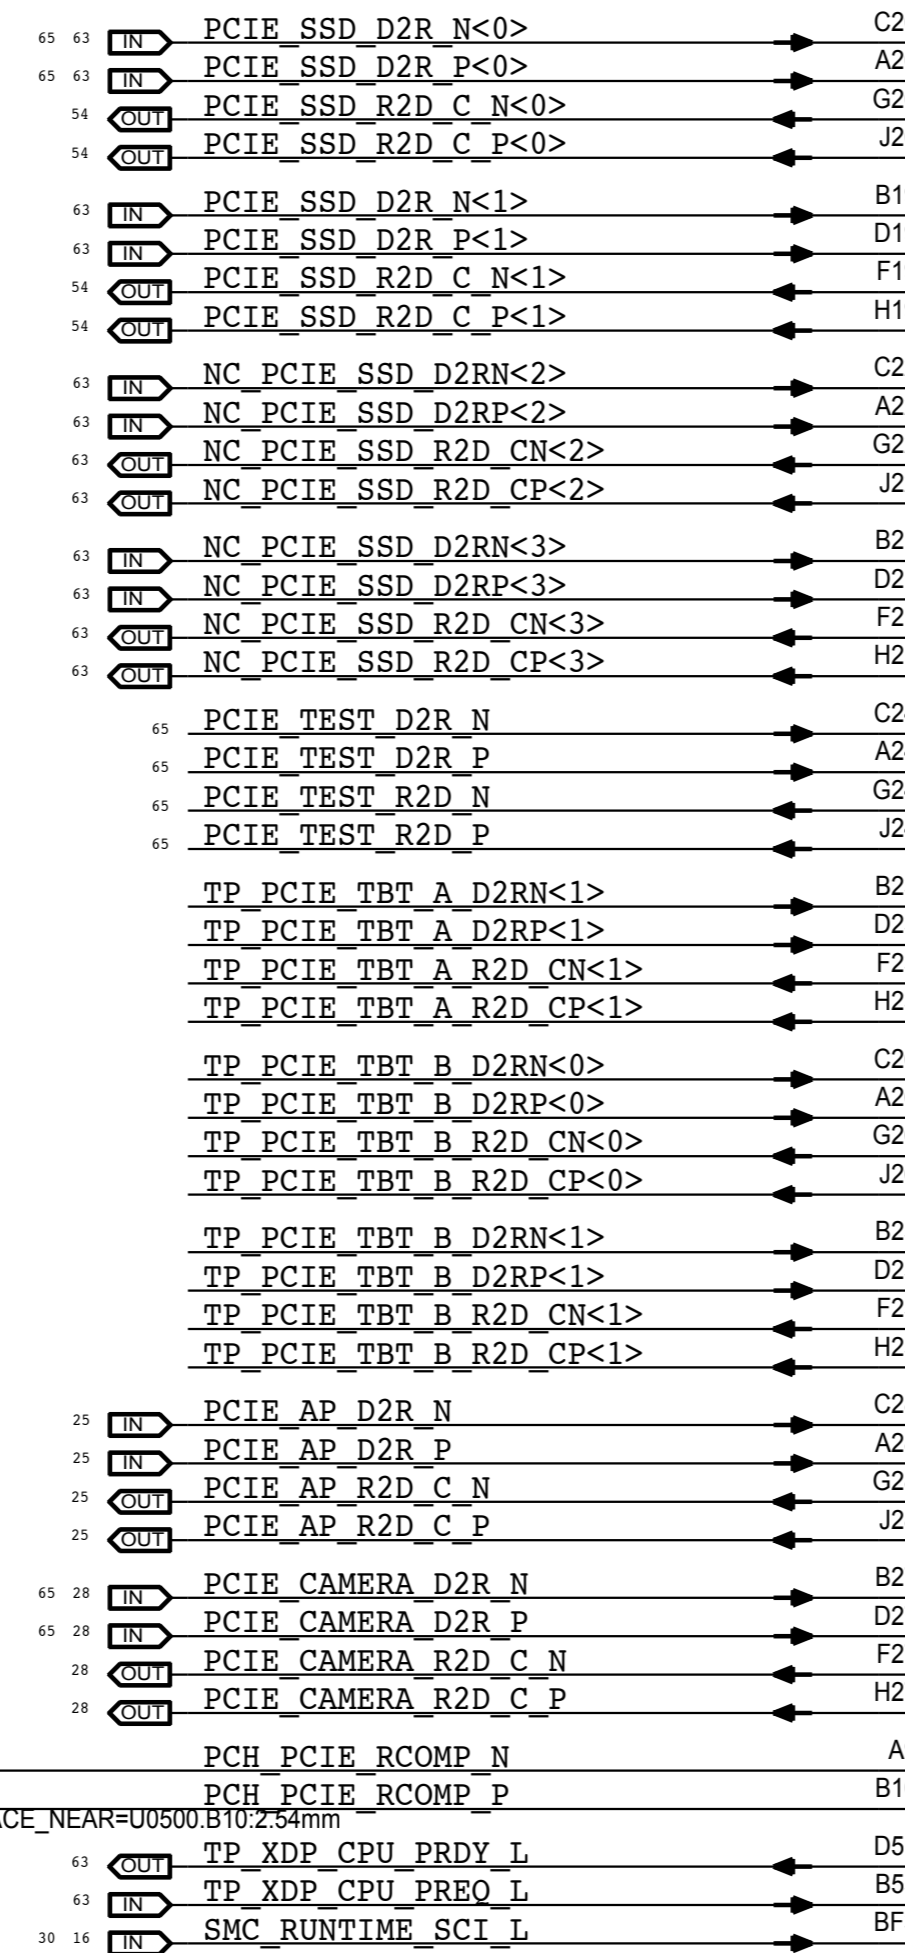 65 63 IN PCIE_SSD_D2R_N<0> C2
65 63 IN PCIE_SSD_D2R_P<0> A2
54 OUT PCIE_SSD_R2D_C_N<0> G2
54 OUT PCIE_SSD_R2D_C_P<0> J2
63 IN PCIE_SSD_D2R_N<1> B1
63 IN PCIE_SSD_D2R_P<1> D1
54 OUT PCIE_SSD_R2D_C_N<1> F1
54 OUT PCIE_SSD_R2D_C_P<1> H1
63 IN NC_PCIE_SSD_D2RN<2> C2
63 IN NC_PCIE_SSD_D2RP<2> A2
63 OUT NC_PCIE_SSD_R2D_CN<2> G2
63 OUT NC_PCIE_SSD_R2D_CP<2> J2
63 IN NC_PCIE_SSD_D2RN<3> B2
63 IN NC_PCIE_SSD_D2RP<3> D2
63 OUT NC_PCIE_SSD_R2D_CN<3> F2
63 OUT NC_PCIE_SSD_R2D_CP<3> H2
65 PCIE_TEST_D2R_N C24
65 PCIE_TEST_D2R_P A24
65 PCIE_TEST_R2D_N G24
65 PCIE_TEST_R2D_P J24
TP_PCIE_TBT_A_D2RN<1> B2
TP_PCIE_TBT_A_D2RP<1> D2
TP_PCIE_TBT_A_R2D_CN<1> F2
TP_PCIE_TBT_A_R2D_CP<1> H2
TP_PCIE_TBT_B_D2RN<0> C2
TP_PCIE_TBT_B_D2RP<0> A2
TP_PCIE_TBT_B_R2D_CN<0> G2
TP_PCIE_TBT_B_R2D_CP<0> J2
TP_PCIE_TBT_B_D2RN<1> B2
TP_PCIE_TBT_B_D2RP<1> D2
TP_PCIE_TBT_B_R2D_CN<1> F2
TP_PCIE_TBT_B_R2D_CP<1> H2
25 IN PCIE_AP_D2R_N C2
25 IN PCIE_AP_D2R_P A2
25 OUT PCIE_AP_R2D_C_N G2
25 OUT PCIE_AP_R2D_C_P J2
65 28 IN PCIE_CAMERA_D2R_N B2
65 28 IN PCIE_CAMERA_D2R_P D2
28 OUT PCIE_CAMERA_R2D_C_N F2
28 OUT PCIE_CAMERA_R2D_C_P H2
PCH_PCIE_RCOMP_N A
PCH_PCIE_RCOMP_P B1
ACE_NEAR=U0500.B10:2.54mm
63 OUT TP_XDP_CPU_PRDY_L D5
63 IN TP_XDP_CPU_PREQ_L B5
30 16 IN SMC_RUNTIME_SCI_L BF